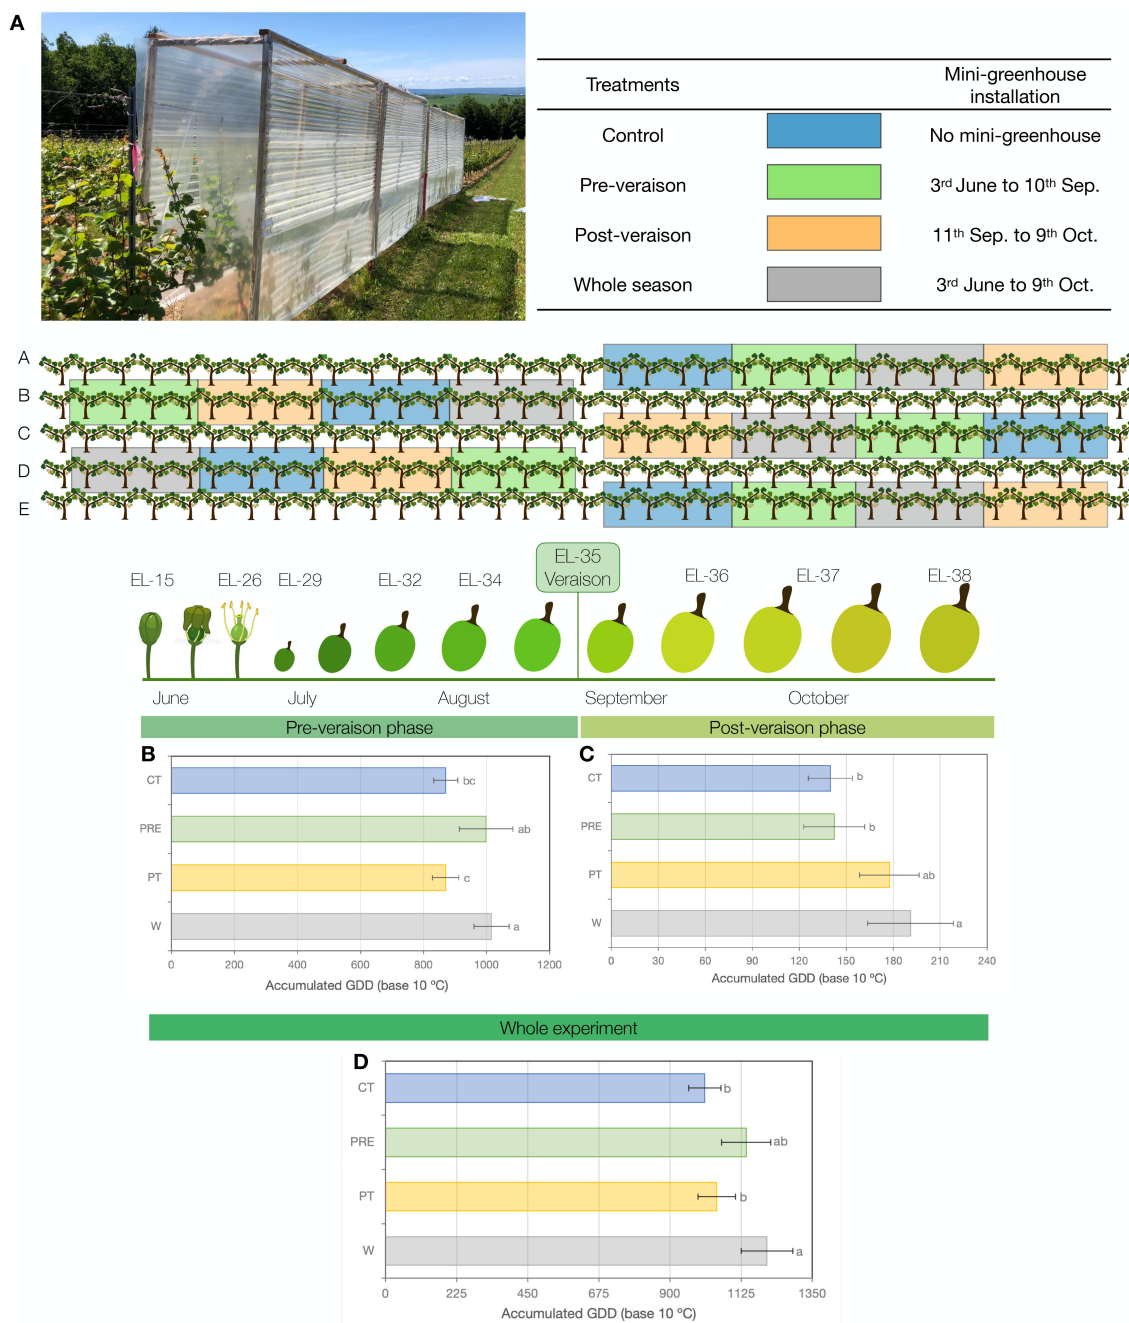 A
Treatments
Mini-greenhouse
installation
Control
No mini-greenhouse
Pre-veraison
3rd June to 10th Sep.
Post-veraison
11th Sep. to 9th Oct.
Whole season
3rd June to 9th Oct.
A
B
C
D
E
EL-15
EL-26
EL-29
EL-32
EL-34
EL-35
Veraison
EL-36
EL-37
EL-38
June
July
August
September
October
Pre-veraison phase
Post-veraison phase
B
CT
bc
PRE
ab
PT
c
W
a
0 200 400 600 800 1000 1200
Accumulated GDD (base 10 ºC)
C
CT
b
PRE
b
PT
ab
W
a
0 30 60 90 120 150 180 210 240
Accumulated GDD (base 10 ºC)
Whole experiment
D
CT
b
PRE
ab
PT
b
W
a
0 225 450 675 900 1125 1350
Accumulated GDD (base 10 ºC)